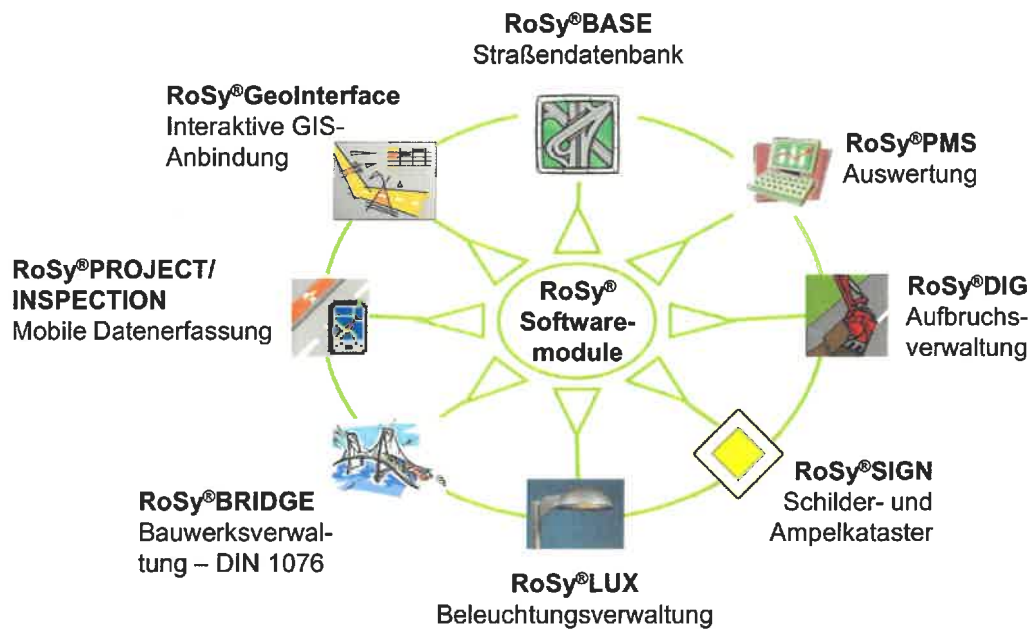 RoSy®BASE
Straßendatenbank
RoSy®GeoInterface
Interaktive GIS-
Anbindung
RoSy®PMS
Auswertung
RoSy®PROJECT/
INSPECTION
Mobile Datenerfassung
RoSy®
Software-
module
RoSy®DIG
Aufbruchs-
verwaltung
RoSy®SIGN
Schilder- und
Ampelkataster
RoSy®BRIDGE
Bauwerksverwal-
tung – DIN 1076
RoSy®LUX
Beleuchtungsverwaltung